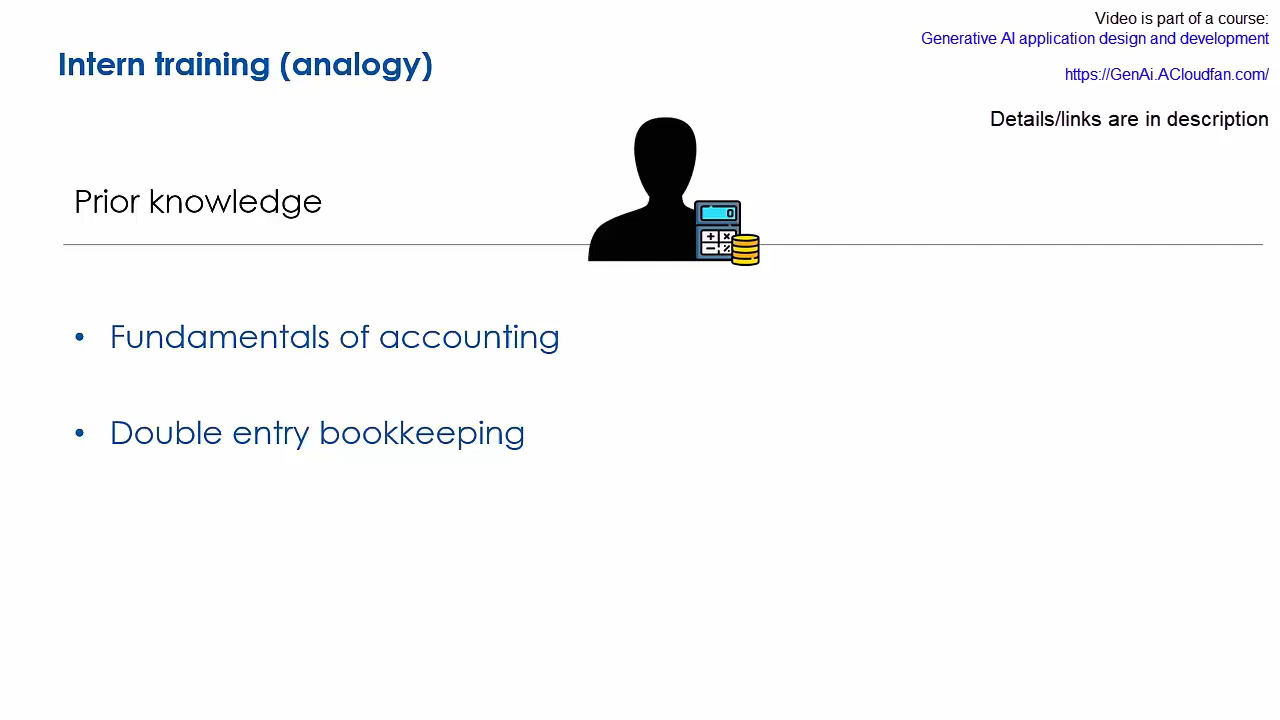 Video is part of a course:
Generative AI application design and development
https://GenAi.ACloudfan.com/
Details/links are in description
Intern training (analogy)
Prior knowledge
• Fundamentals of accounting
• Double entry bookkeeping